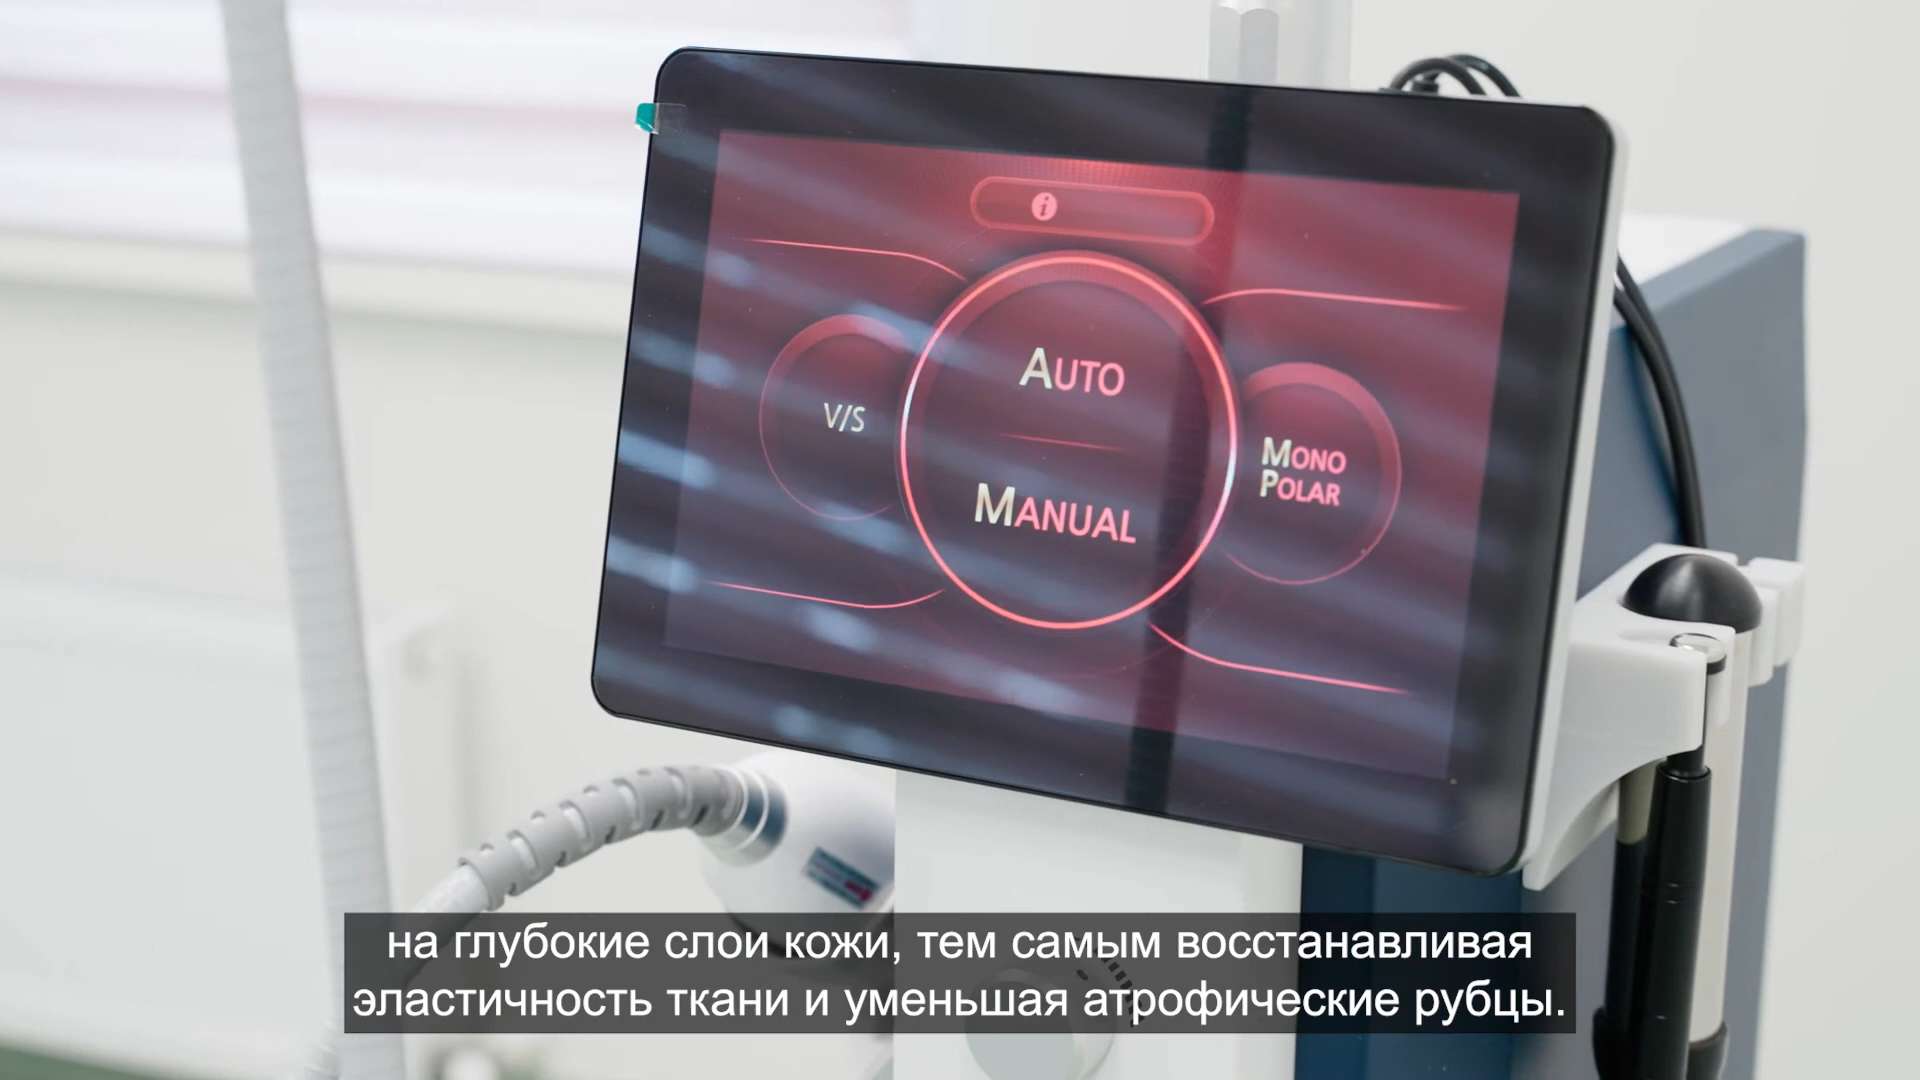 i
AUTO
V/S
MONO
POLAR
MANUAL
на глубокие слои кожи, тем самым восстанавливая
эластичность ткани и уменьшая атрофические рубцы.